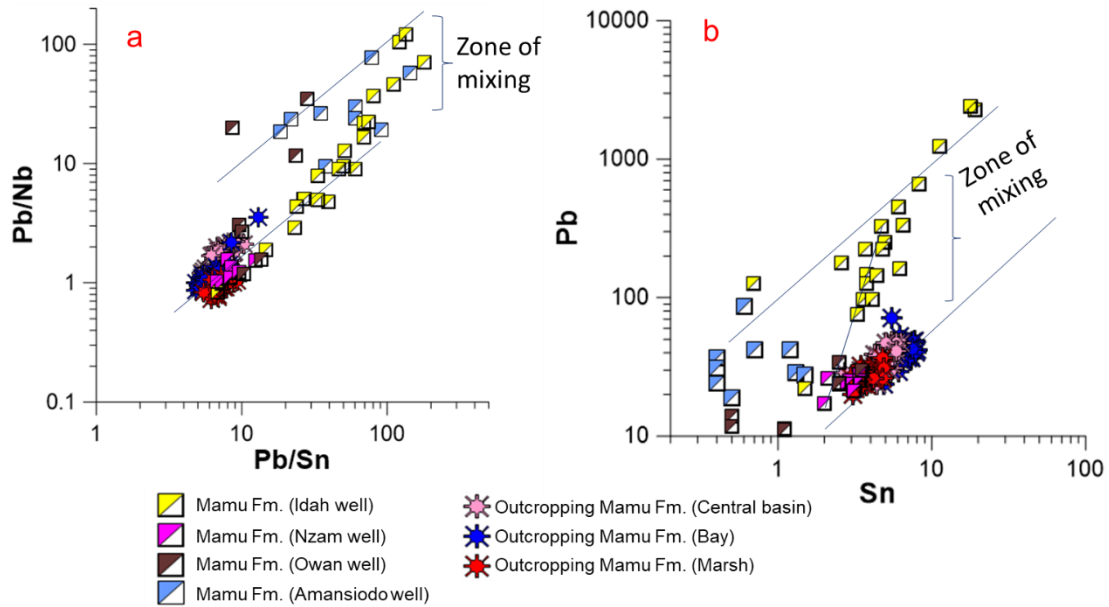 a
b
100
10
1
0.1
Pb/Nb
1
10
100
Pb/Sn
Zone of
mixing
10000
1000
100
10
Pb
1
10
100
Sn
Zone of
mixing
Mamu Fm. (Idah well)
Mamu Fm. (Nzam well)
Mamu Fm. (Owan well)
Mamu Fm. (Amansiodo well)
Outcropping Mamu Fm. (Central basin)
Outcropping Mamu Fm. (Bay)
Outcropping Mamu Fm. (Marsh)